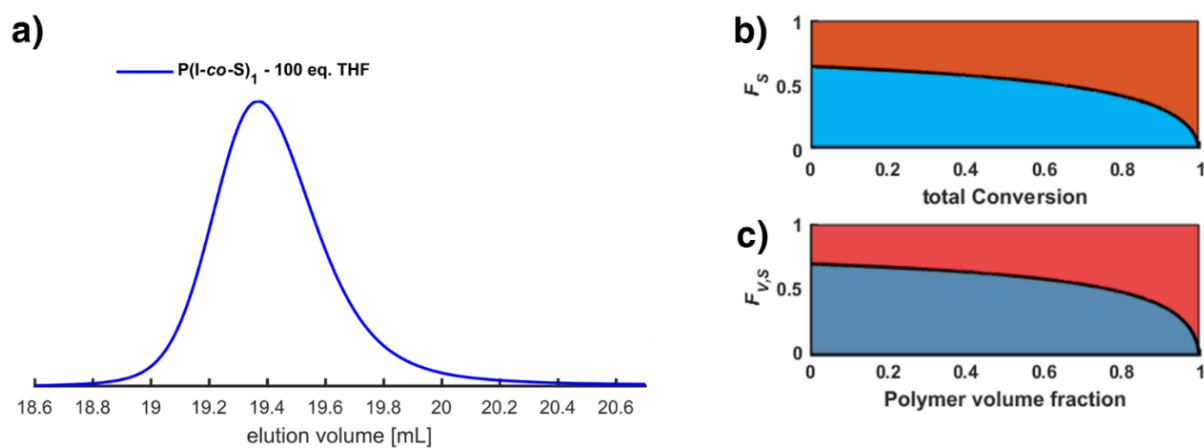 a)
P(I-co-S)1 - 100 eq. THF
18.6 18.8 19 19.2 19.4 19.6 19.8 20 20.2 20.4 20.6
elution volume [mL]
b)
1
0.5
0
FS
0 0.2 0.4 0.6 0.8 1
total Conversion
c)
1
0.5
0
FV,S
0 0.2 0.4 0.6 0.8 1
Polymer volume fraction